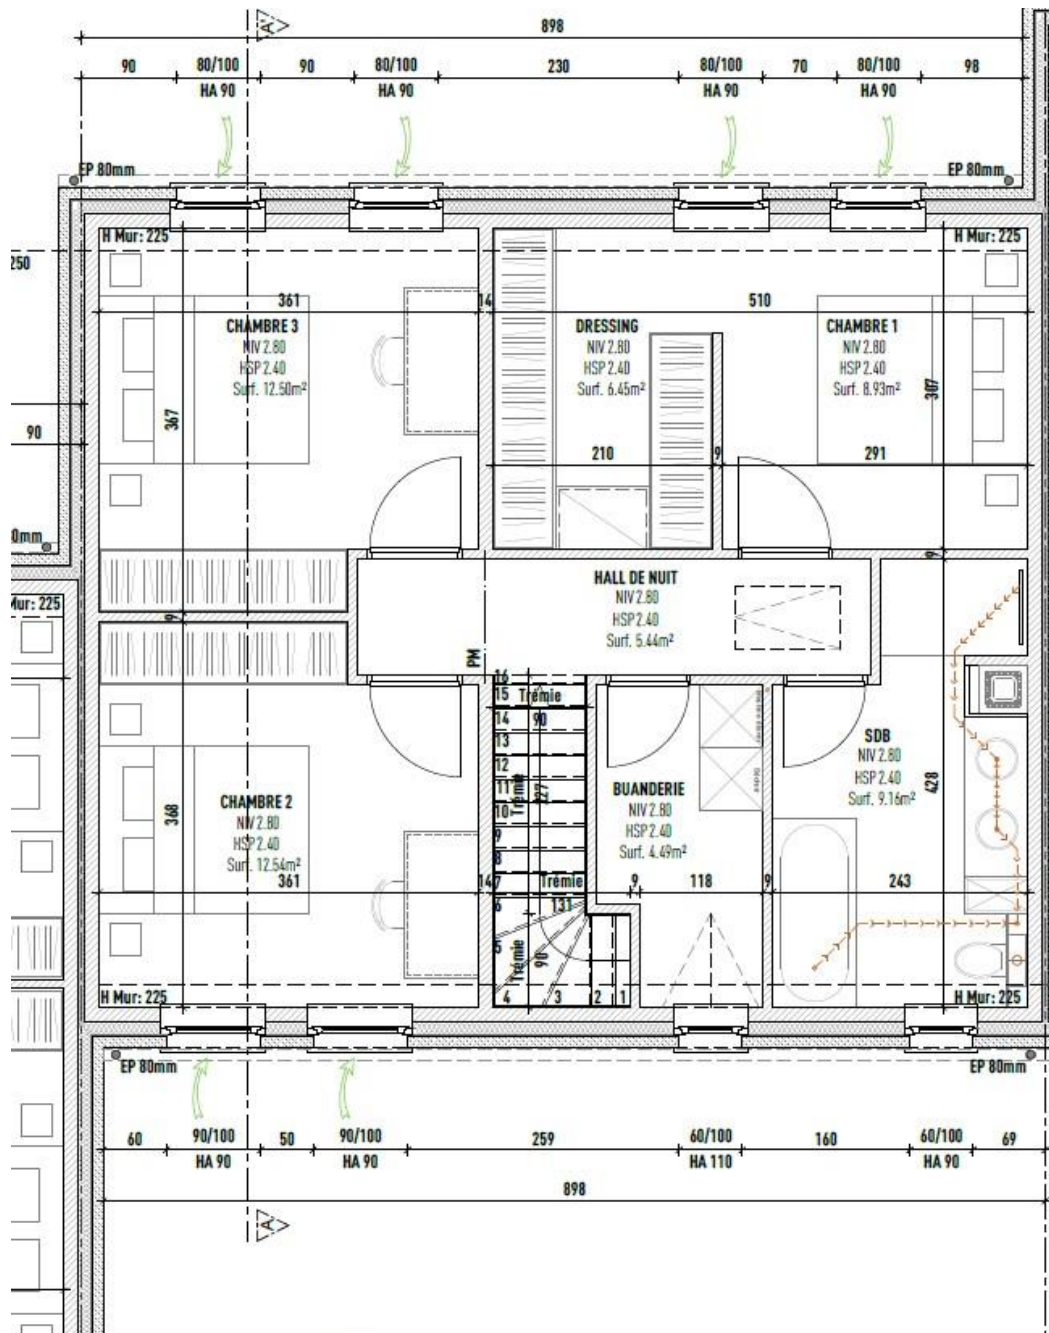 A'
898
90
80/100
90
80/100
230
80/100
70
80/100
98
HA 90
HA 90
HA 90
HA 90
EP 80mm
EP 80mm
H Mur: 225
H Mur: 225
250
361
14
510
CHAMBRE 3
NIV 2.80
HSP 2.40
Surf. 12.50m²
DRESSING
NIV 2.80
HSP 2.40
Surf. 6.45m²
CHAMBRE 1
NIV 2.80
HSP 2.40
Surf. 8.93m²
367
307
90
210
9
291
0mm
9
HALL DE NUIT
NIV 2.80
HSP 2.40
Surf. 5.44m²
Mur: 225
9
PM
16
15
Trémie
14
90
13
12
11
Trémie
227
10
9
8
7
Trémie
6
131
5
Trémie
90
4
3
2
1
SDB
NIV 2.80
HSP 2.40
Surf. 9.16m²
428
BUANDERIE
NIV 2.80
HSP 2.40
Surf. 4.49m²
CHAMBRE 2
NIV 2.80
HSP 2.40
Surf. 12.54m²
368
361
14
9
118
9
243
H Mur: 225
H Mur: 225
EP 80mm
EP 80mm
60
90/100
50
90/100
259
60/100
160
60/100
69
HA 90
HA 90
HA 110
HA 90
898
A